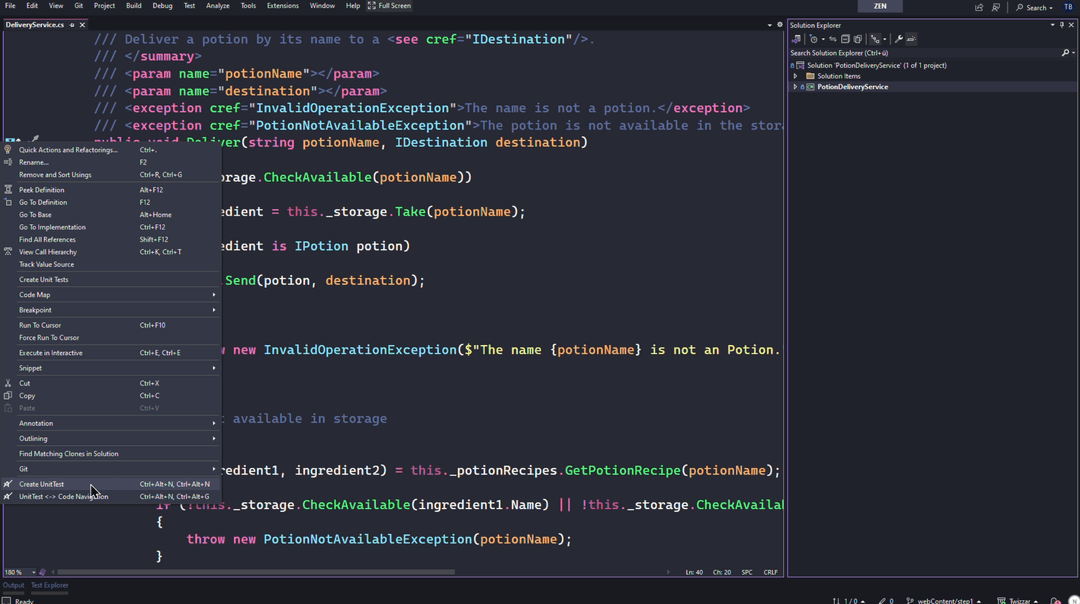 File Edit View Git Project Build Debug Test Analyze Tools Extensions Window Help Full Screen ZEN Search TB
DeliveryService.cs
/// Deliver a potion by its name to a <see cref="IDestination"/>.
/// </summary>
/// <param name="potionName"></param>
/// <param name="destination"></param>
/// <exception cref="InvalidOperationException">The name is not a potion.</exception>
/// <exception cref="PotionNotAvailableException">The potion is not available in the stora
public void Deliver(string potionName, IDestination destination)
orage.CheckAvailable(potionName))
edient = this._storage.Take(potionName);
edient is IPotion potion)
.Send(potion, destination);
w new InvalidOperationException($"The name {potionName} is not an Potion.
t available in storage
redient1, ingredient2) = this._potionRecipes.GetPotionRecipe(potionName);
if (!this._storage.CheckAvailable(ingredient1.Name) || !this._storage.CheckAvaila
{
throw new PotionNotAvailableException(potionName);
}
Quick Actions and Refactorings... Ctrl+.
Rename... F2
Remove and Sort Usings Ctrl+R, Ctrl+G
Peek Definition Alt+F12
Go To Definition F12
Go To Base Alt+Home
Go To Implementation Ctrl+F12
Find All References Shift+F12
View Call Hierarchy Ctrl+K, Ctrl+T
Track Value Source
Create Unit Tests
Code Map
Breakpoint
Run To Cursor Ctrl+F10
Force Run To Cursor
Execute in Interactive Ctrl+E, Ctrl+E
Snippet
Cut Ctrl+X
Copy Ctrl+C
Paste Ctrl+V
Annotation
Outlining
Find Matching Clones in Solution
Git
Create UnitTest Ctrl+Alt+N, Ctrl+Alt+N
UnitTest <-> Code Navigation Ctrl+Alt+N, Ctrl+Alt+G
180 % Ln: 40 Ch: 20 SPC CRLF
Solution Explorer
Search Solution Explorer (Ctrl+ü)
Solution 'PotionDeliveryService' (1 of 1 project)
Solution Items
PotionDeliveryService
Output Test Explorer
Ready 1 / 0 0 webContent/step1 Twizzar